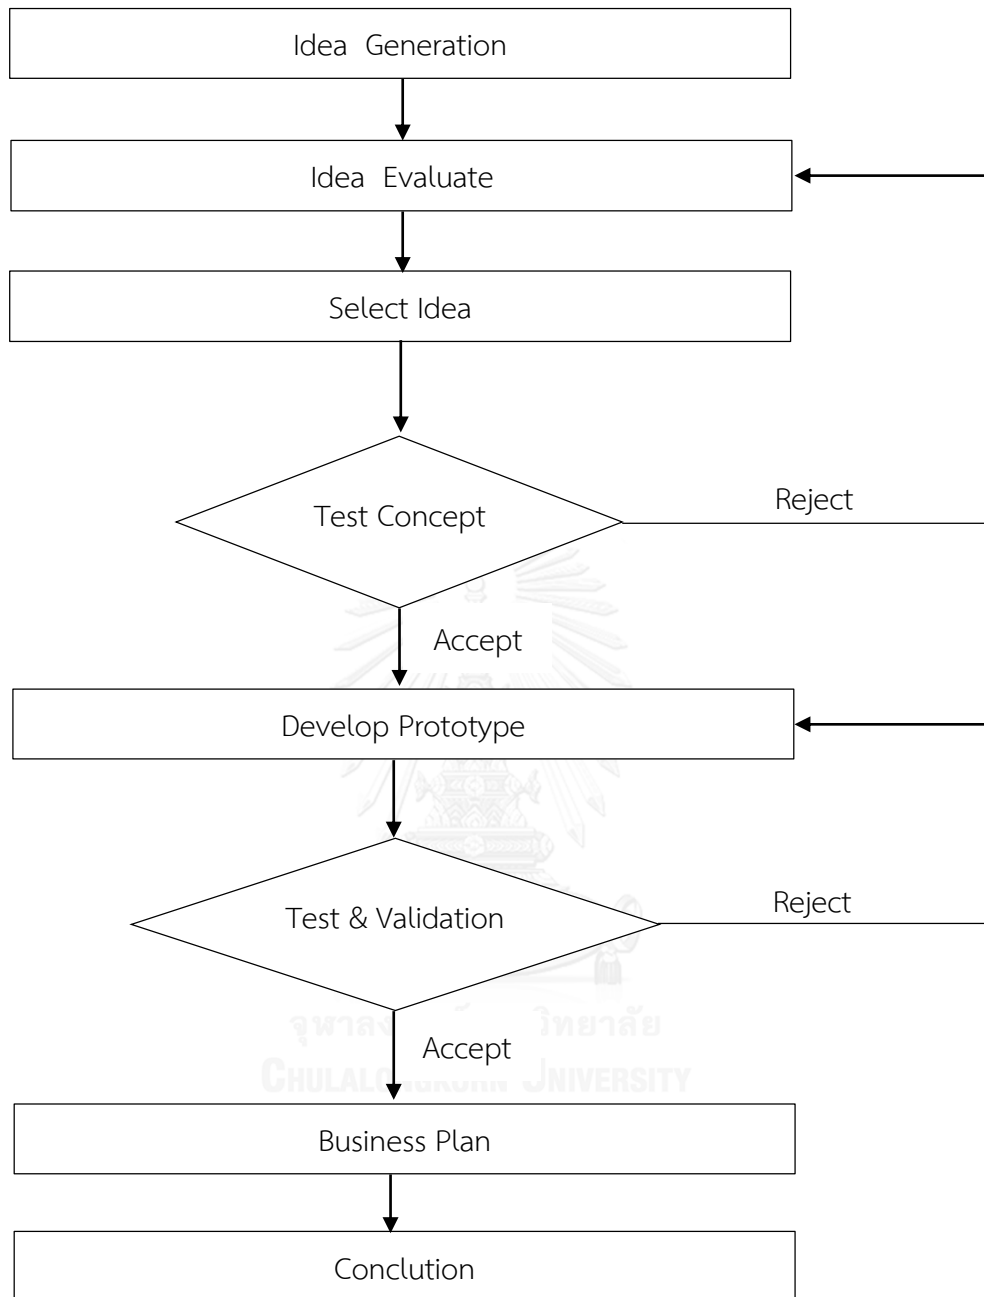 Idea Generation
Idea Evaluate
Select Idea
Test Concept
Reject
Accept
Develop Prototype
Test & Validation
Reject
Accept
Business Plan
Conclution